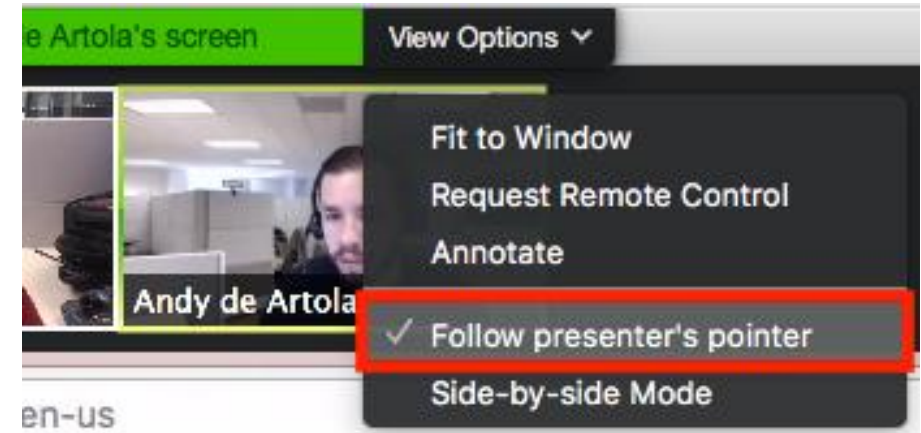 e Artola's screen View Options
Fit to Window
Request Remote Control
Annotate
Andy de Artola
Follow presenter's pointer
Side-by-side Mode
en-us